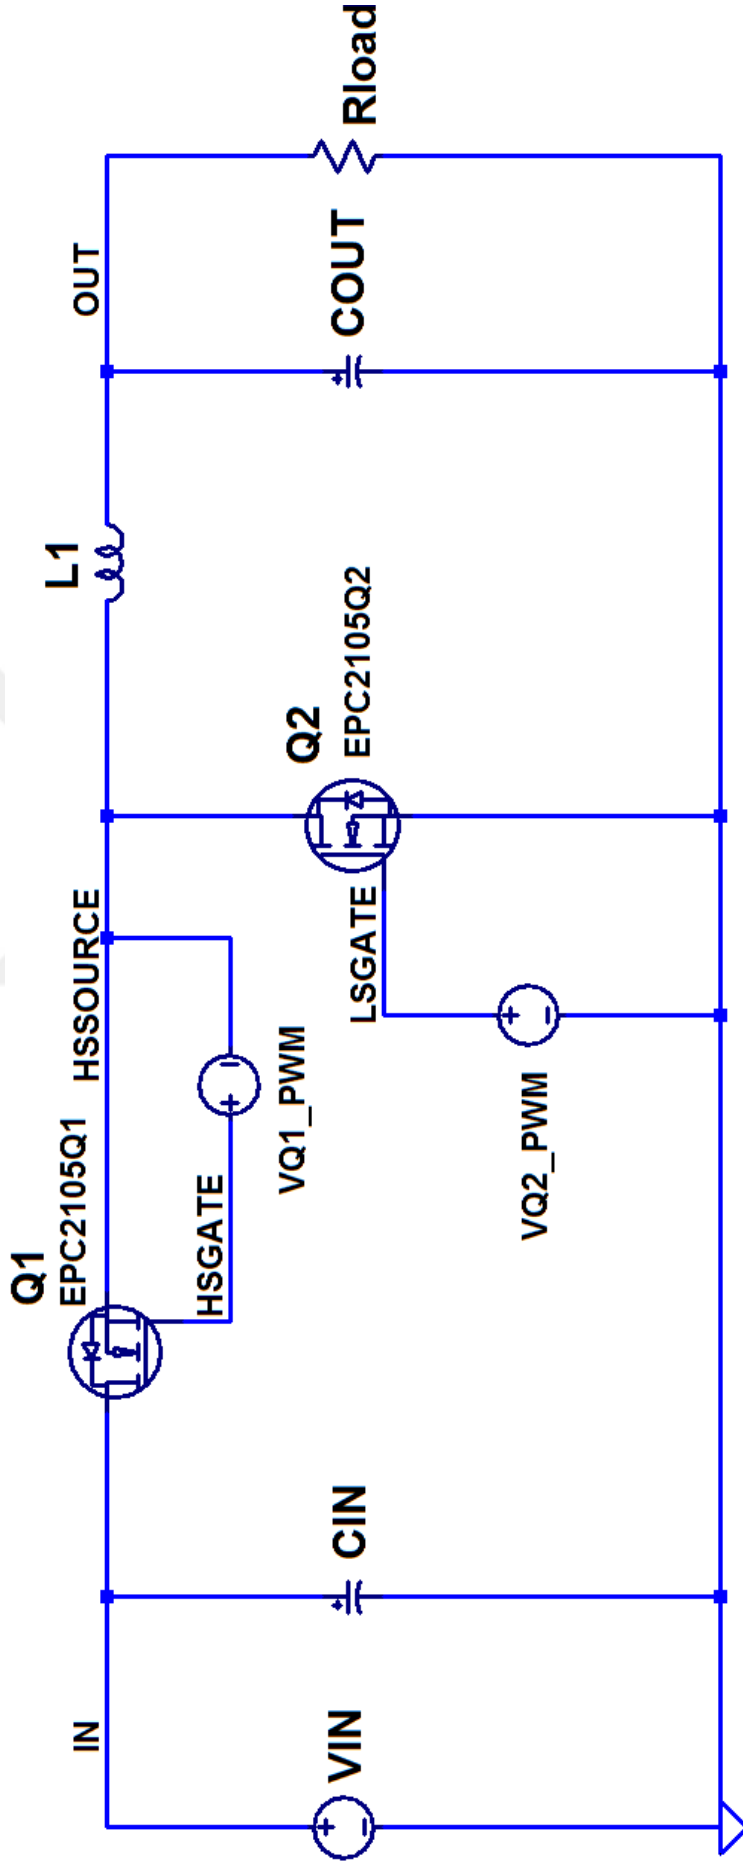 IN
VIN
CIN
Q1
EPC2105Q1
HSGATE
VQ1_PWM
HSSOURCE
VQ2_PWM
LSGATE
Q2
EPC2105Q2
L1
OUT
COUT
Rload